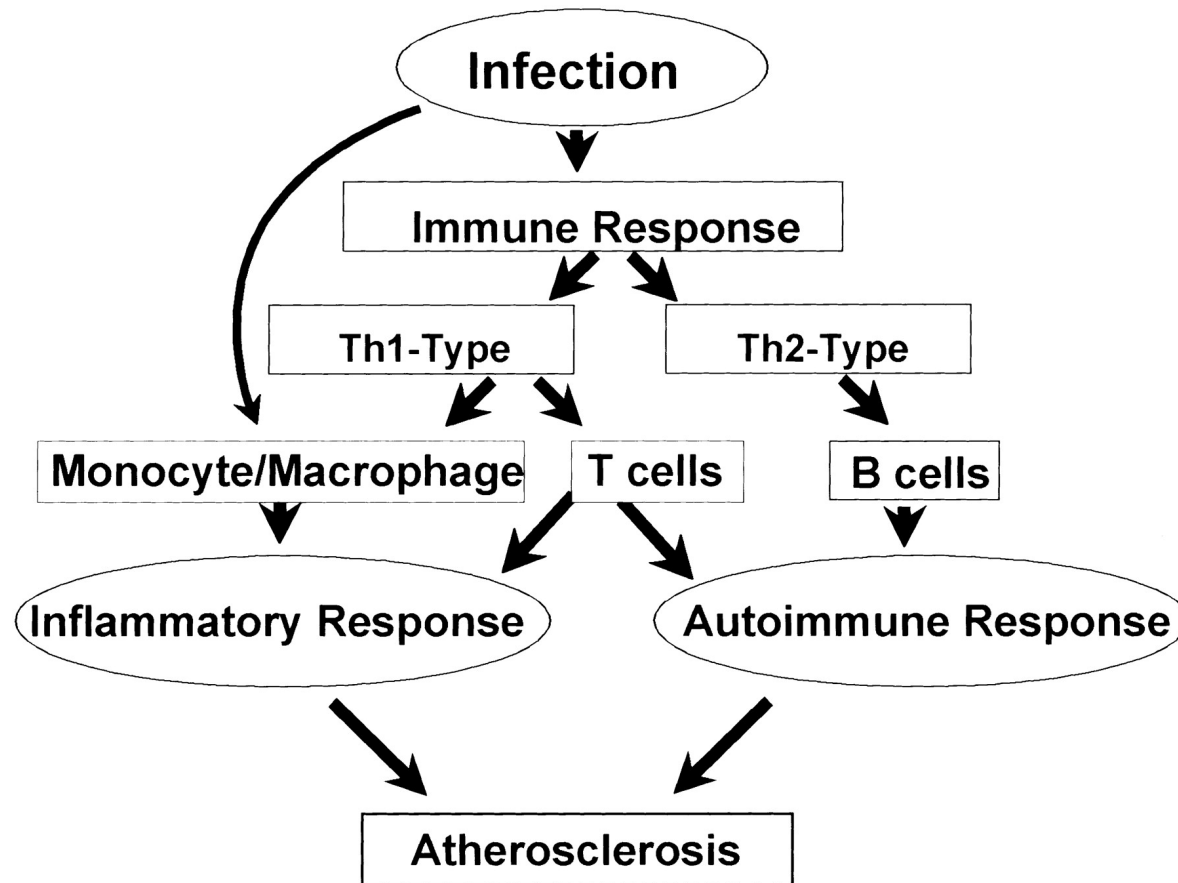 Infection
Immune Response
Th1-Type
Th2-Type
Monocyte/Macrophage
T cells
B cells
Inflammatory Response
Autoimmune Response
Atherosclerosis